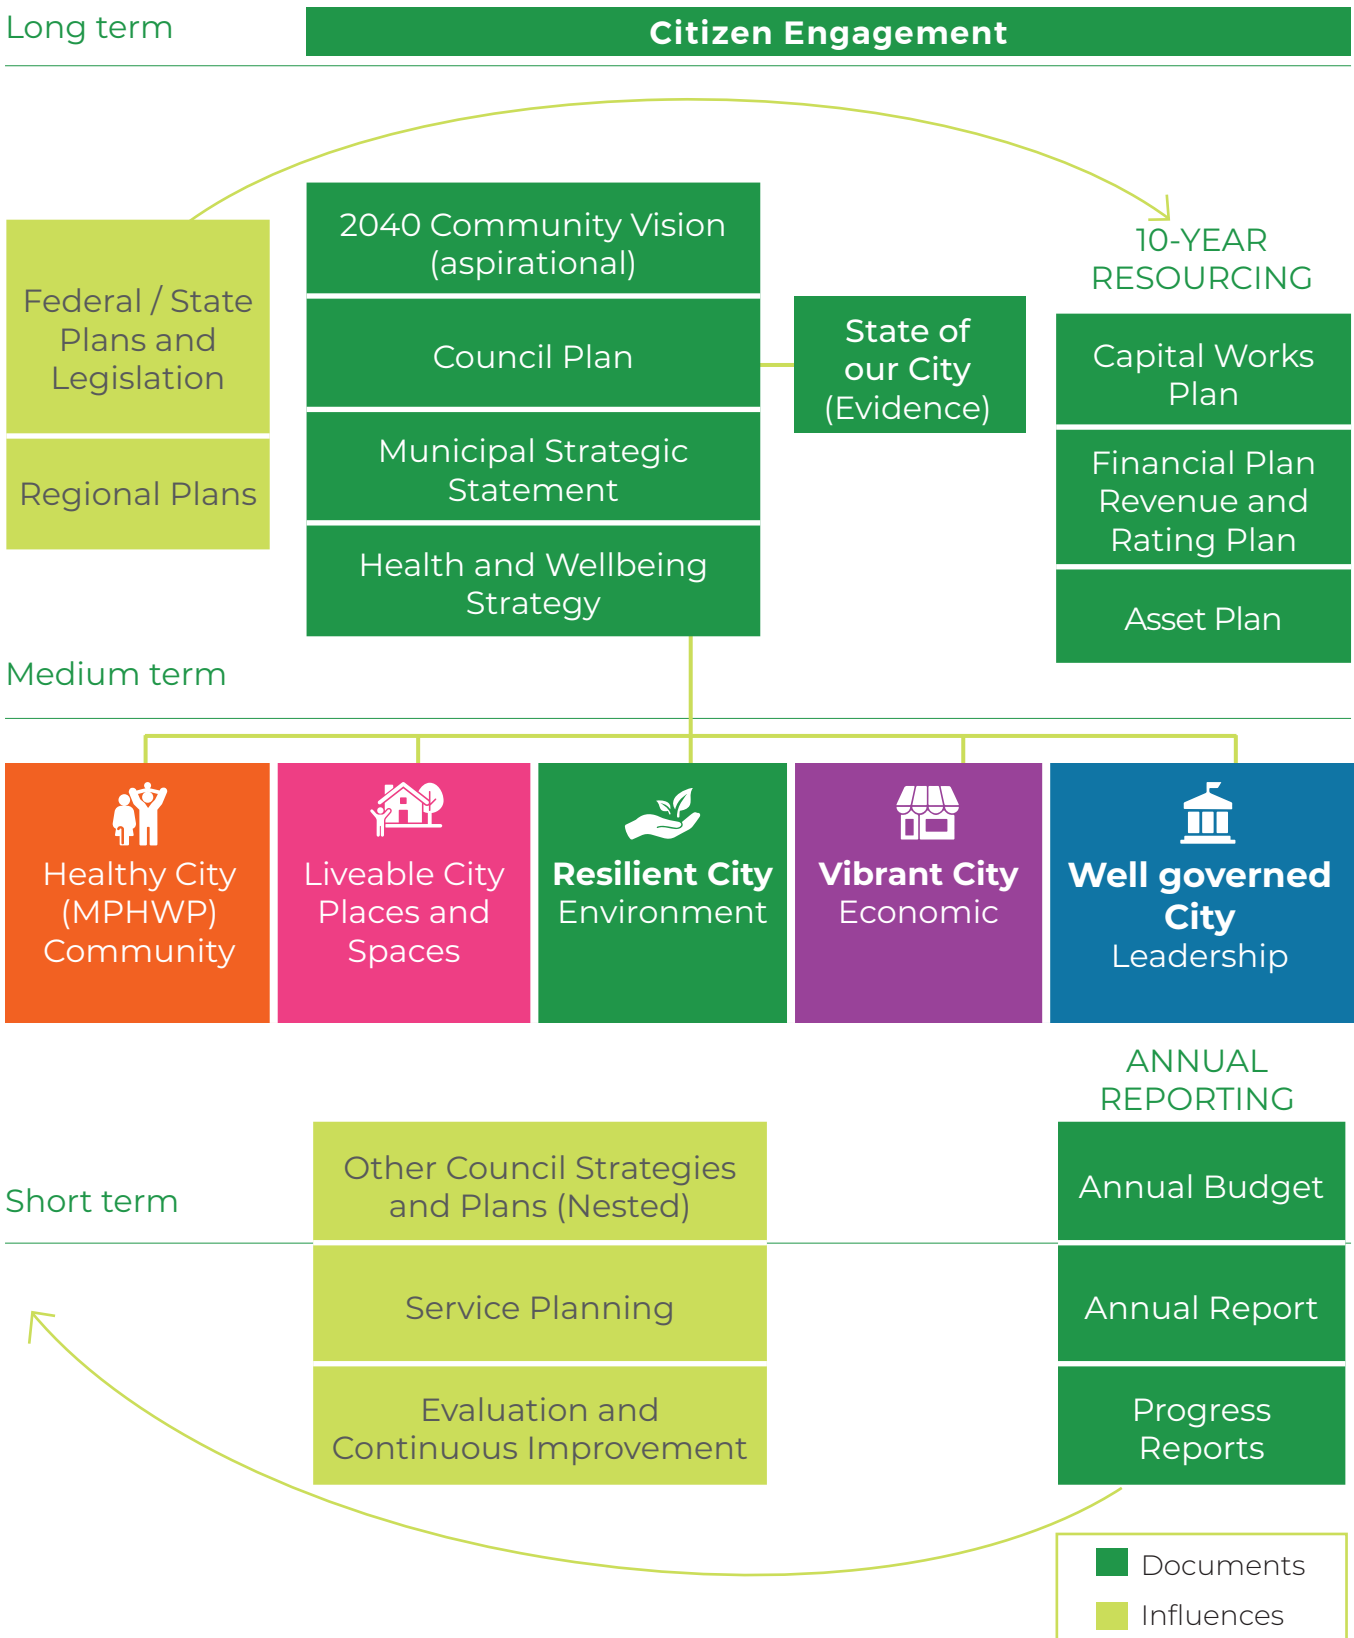 Long term
Citizen Engagement
Federal / State
Plans and
Legislation
Regional Plans
2040 Community Vision
(aspirational)
Council Plan
Municipal Strategic
Statement
Health and Wellbeing
Strategy
State of
our City
(Evidence)
10-YEAR
RESOURCING
Capital Works
Plan
Financial Plan
Revenue and
Rating Plan
Asset Plan
Medium term
Healthy City
(MPHWP)
Community
Liveable City
Places and
Spaces
Resilient City
Environment
Vibrant City
Economic
Well governed
City
Leadership
Short term
Other Council Strategies
and Plans (Nested)
Service Planning
Evaluation and
Continuous Improvement
ANNUAL
REPORTING
Annual Budget
Annual Report
Progress
Reports
Documents
Influences